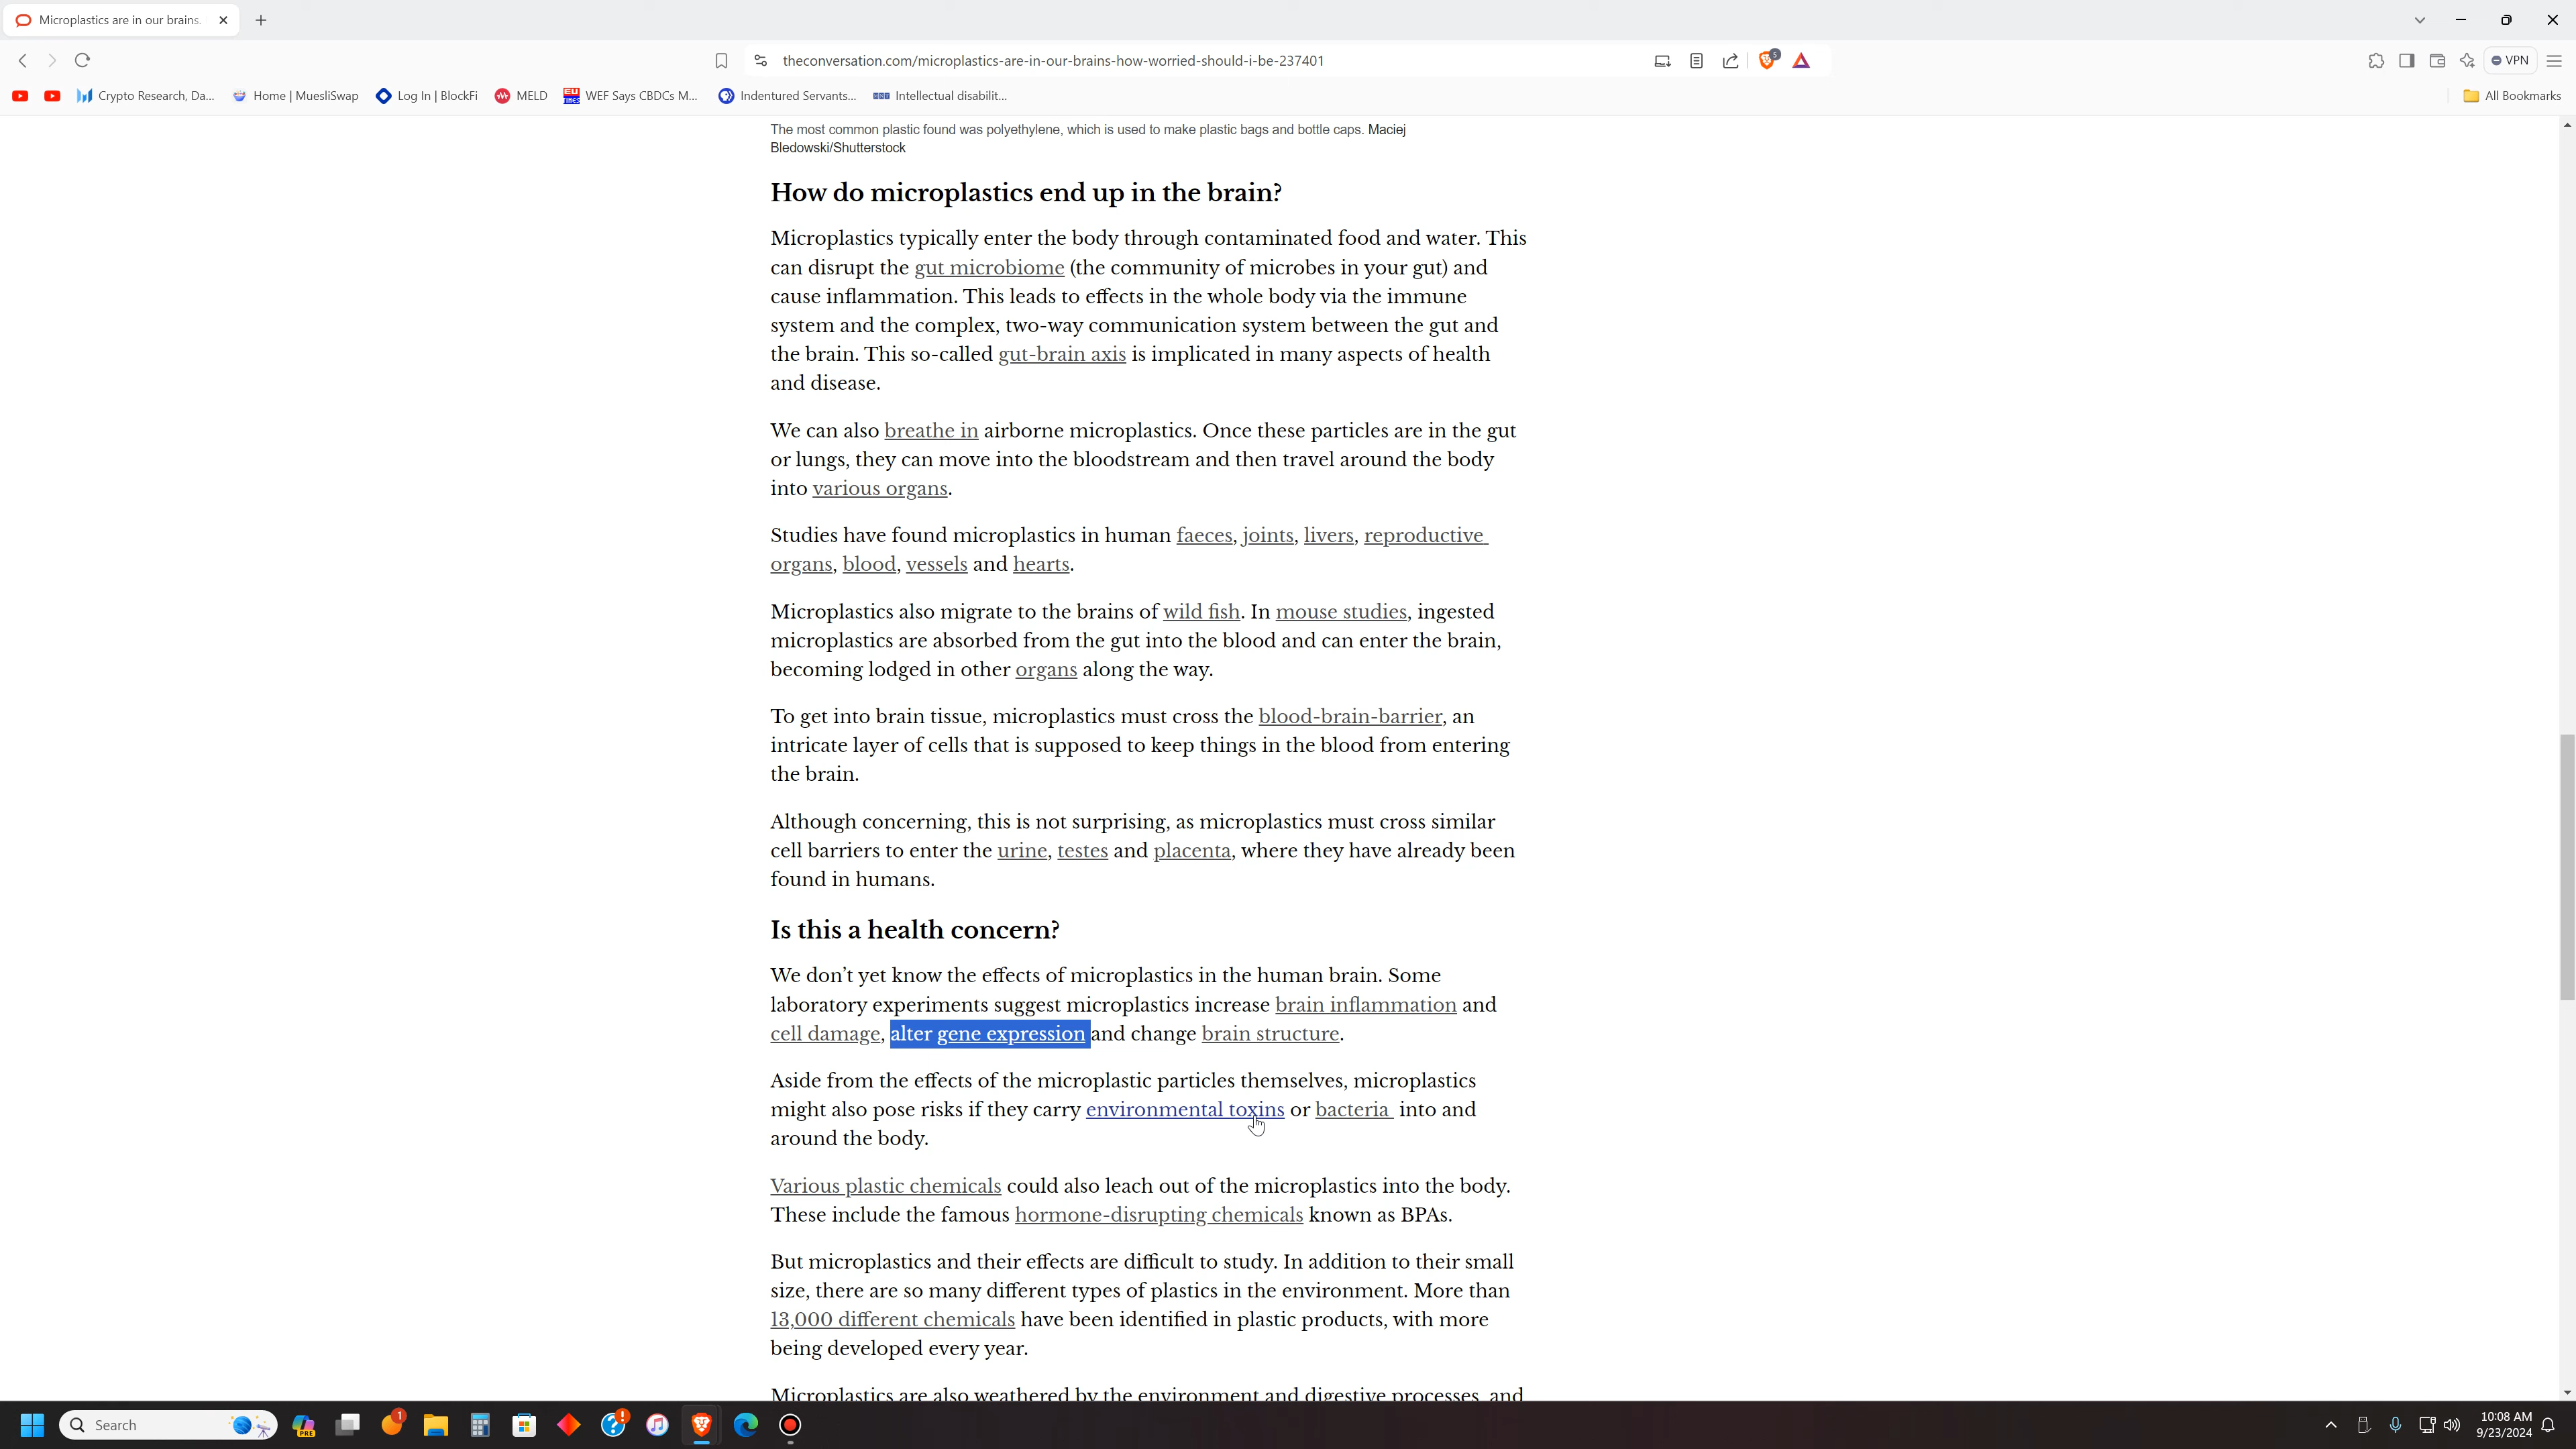 Microplastics are in our brains.
theconversation.com/microplastics-are-in-our-brains-how-worried-should-i-be-237401
5
VPN
Crypto Research, Da...
Home | MuesliSwap
Log In | BlockFi
MELD
WEF Says CBDCs M...
Indentured Servants...
Intellectual disabilit...
All Bookmarks
The most common plastic found was polyethylene, which is used to make plastic bags and bottle caps. Maciej
Bledowski/Shutterstock
How do microplastics end up in the brain?
Microplastics typically enter the body through contaminated food and water. This
can disrupt the gut microbiome (the community of microbes in your gut) and
cause inflammation. This leads to effects in the whole body via the immune
system and the complex, two-way communication system between the gut and
the brain. This so-called gut-brain axis is implicated in many aspects of health
and disease.
We can also breathe in airborne microplastics. Once these particles are in the gut
or lungs, they can move into the bloodstream and then travel around the body
into various organs.
Studies have found microplastics in human faeces, joints, livers, reproductive
organs, blood, vessels and hearts.
Microplastics also migrate to the brains of wild fish. In mouse studies, ingested
microplastics are absorbed from the gut into the blood and can enter the brain,
becoming lodged in other organs along the way.
To get into brain tissue, microplastics must cross the blood-brain-barrier, an
intricate layer of cells that is supposed to keep things in the blood from entering
the brain.
Although concerning, this is not surprising, as microplastics must cross similar
cell barriers to enter the urine, testes and placenta, where they have already been
found in humans.
Is this a health concern?
We don’t yet know the effects of microplastics in the human brain. Some
laboratory experiments suggest microplastics increase brain inflammation and
cell damage, alter gene expression and change brain structure.
Aside from the effects of the microplastic particles themselves, microplastics
might also pose risks if they carry environmental toxins or bacteria into and
around the body.
Various plastic chemicals could also leach out of the microplastics into the body.
These include the famous hormone-disrupting chemicals known as BPAs.
But microplastics and their effects are difficult to study. In addition to their small
size, there are so many different types of plastics in the environment. More than
13,000 different chemicals have been identified in plastic products, with more
being developed every year.
Microplastics are also weathered by the environment and digestive processes, and
Search
PRE
1
10:08 AM
9/23/2024